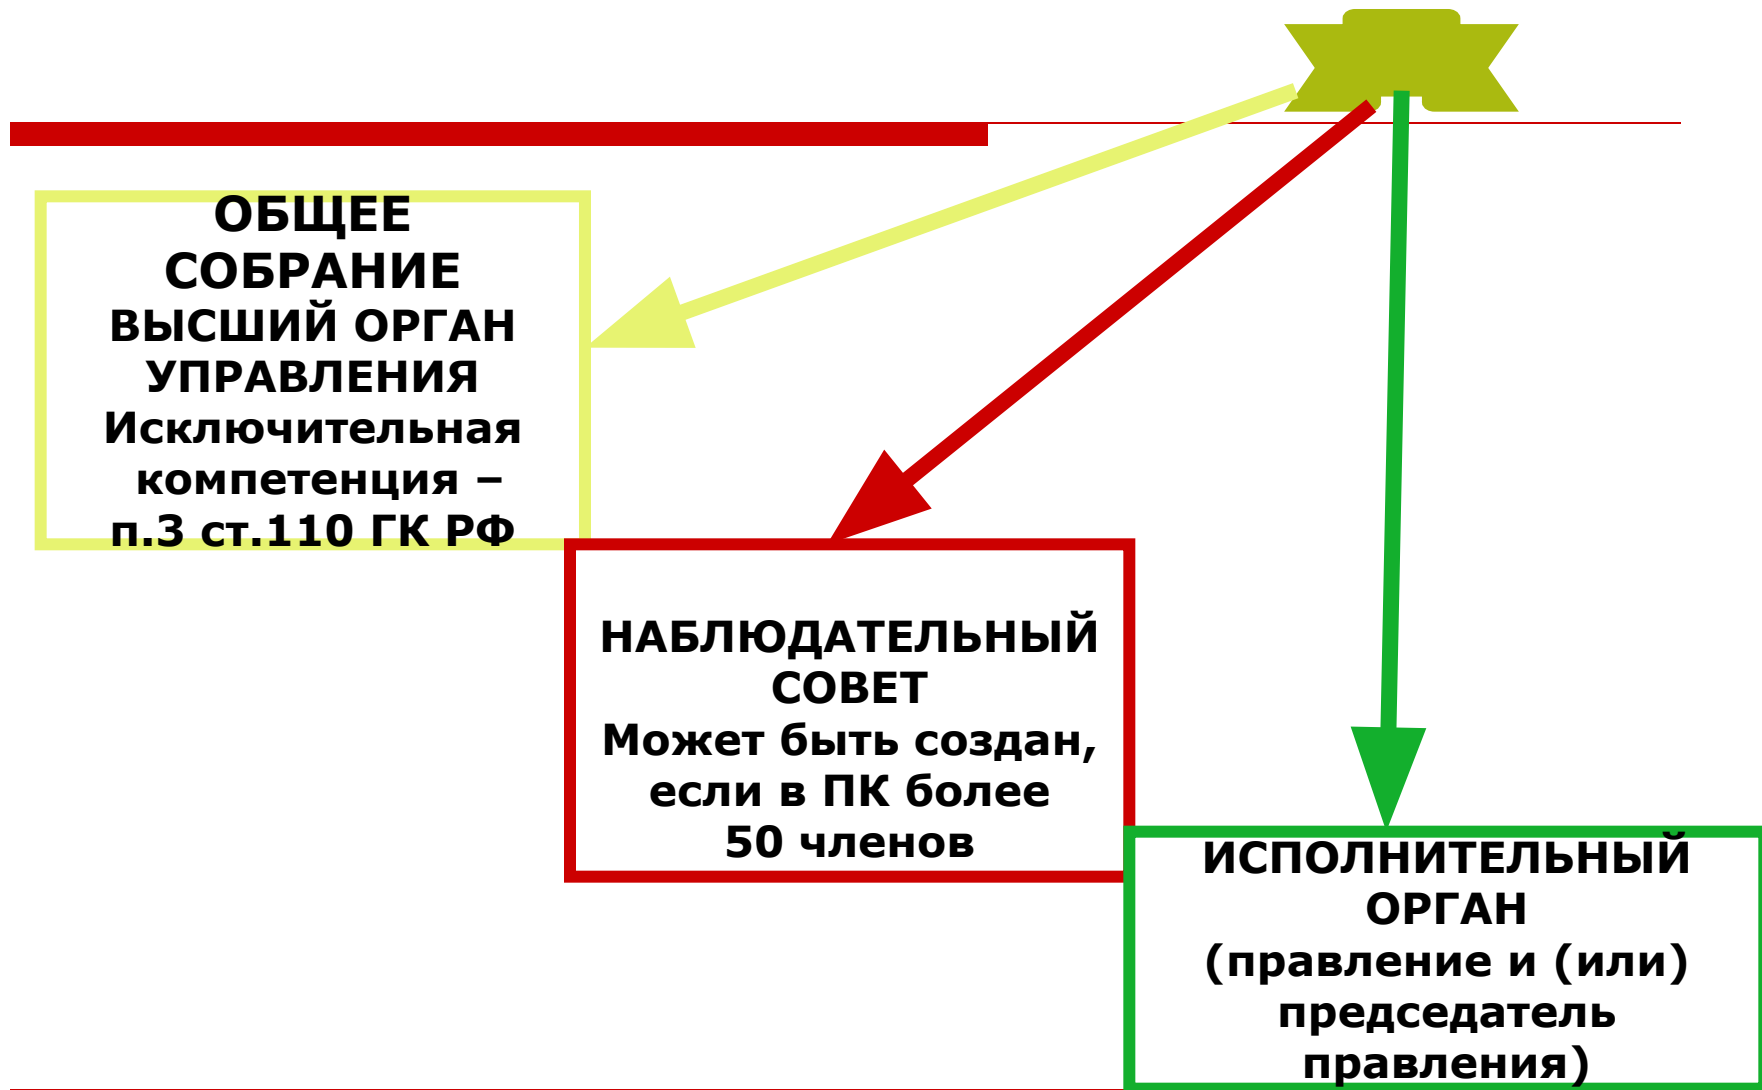 ОБЩЕЕ
СОБРАНИЕ
ВЫСШИЙ ОРГАН
УПРАВЛЕНИЯ
Исключительная
компетенция –
п.3 ст.110 ГК РФ
НАБЛЮДАТЕЛЬНЫЙ
СОВЕТ
Может быть создан,
если в ПК более
50 членов
ИСПОЛНИТЕЛЬНЫЙ
ОРГАН
(правление и (или)
председатель
правления)